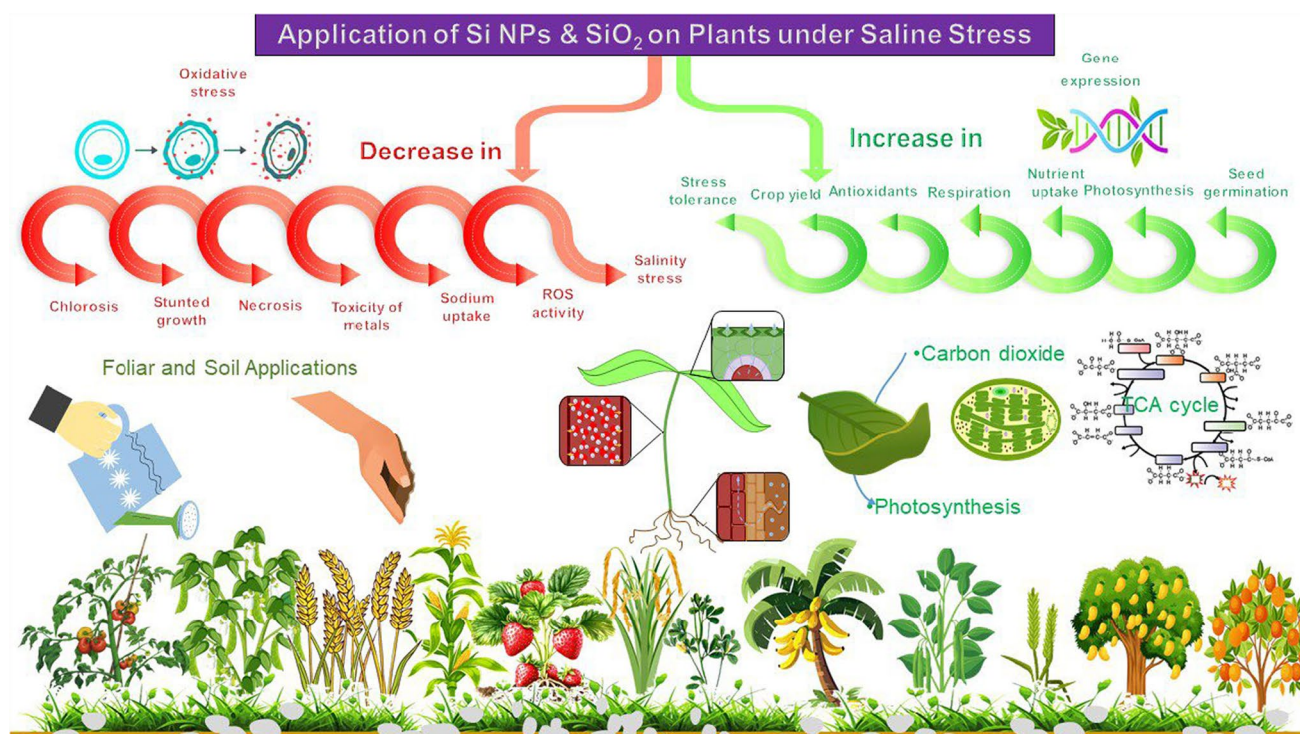 Application of Si NPs & SiO₂ on Plants under Saline Stress
Oxidative
stress
Decrease in
Chlorosis
Stunted
growth
Necrosis
Toxicity of
metals
Sodium
uptake
ROS
activity
Salinity
stress
Gene
expression
Increase in
Stress
tolerance
Crop yield
Antioxidants
Respiration
Nutrient
uptake
Photosynthesis
Seed
germination
Foliar and Soil Applications
•Carbon dioxide
•Photosynthesis
TCA cycle